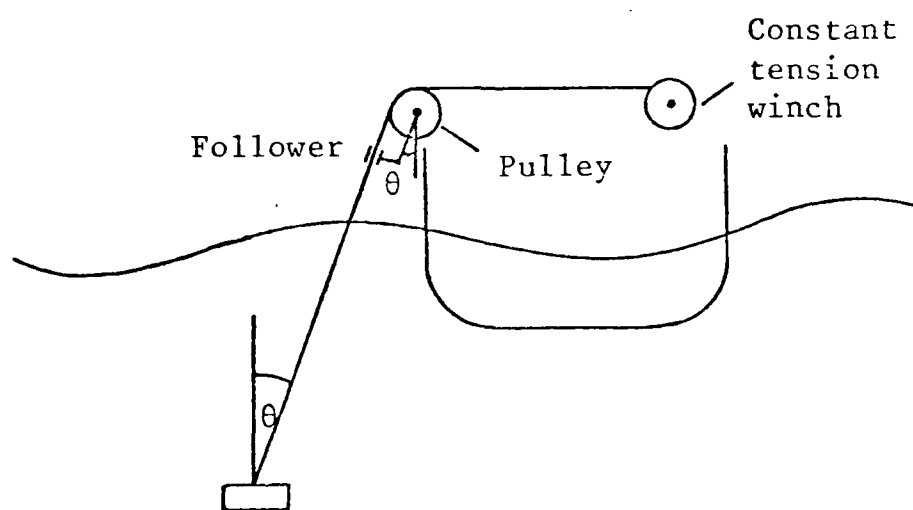 Constant
tension
winch
Follower
Pulley
θ
θ